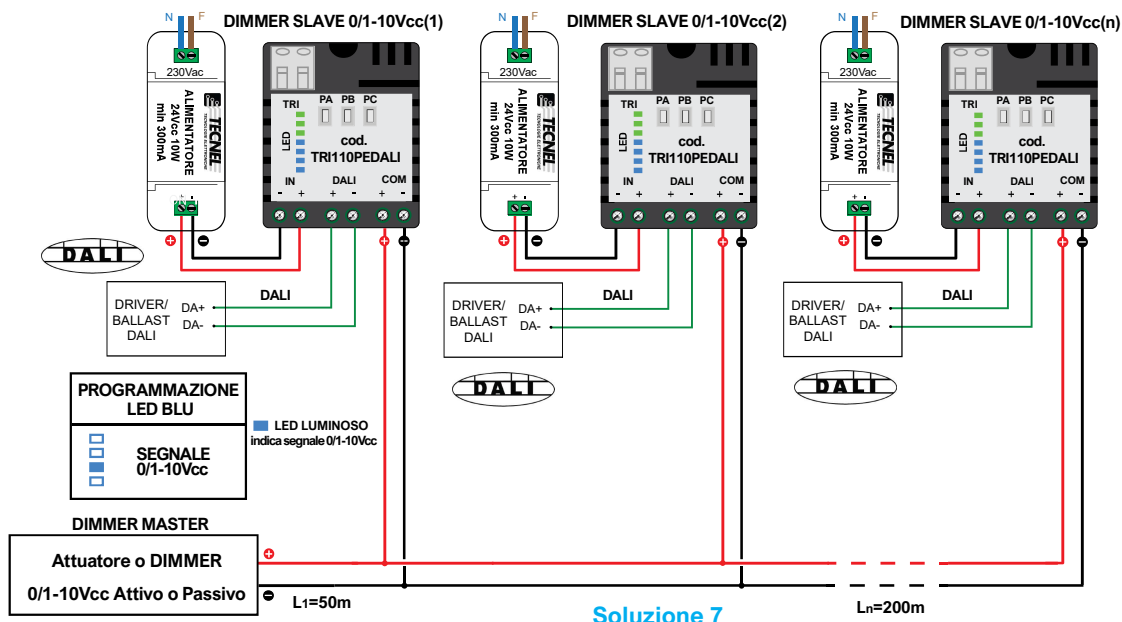 N F
DIMMER SLAVE 0/1-10Vcc(1)
230Vac
ALIMENTATORE
24Vcc 10W
min 300mA
TECNEL
TECNOLOGIE ELETTRONICHE
TRI
PA PB PC
LED
cod.
TRI110PEDALI
IN DALI COM
- + + - + -
+ -
DALI
DRIVER/
BALLAST
DALI
DA+
DA-
DALI
N F
DIMMER SLAVE 0/1-10Vcc(2)
230Vac
ALIMENTATORE
24Vcc 10W
min 300mA
TECNEL
TECNOLOGIE ELETTRONICHE
TRI
PA PB PC
LED
cod.
TRI110PEDALI
IN DALI COM
- + + - + -
+ -
DRIVER/
BALLAST
DALI
DA+
DA-
DALI
DALI
N F
DIMMER SLAVE 0/1-10Vcc(n)
230Vac
ALIMENTATORE
24Vcc 10W
min 300mA
TECNEL
TECNOLOGIE ELETTRONICHE
TRI
PA PB PC
LED
cod.
TRI110PEDALI
IN DALI COM
- + + - + -
+ -
DRIVER/
BALLAST
DALI
DA+
DA-
DALI
DALI
PROGRAMMAZIONE
LED BLU
SEGNALE
0/1-10Vcc
LED LUMINOSO
indica segnale 0/1-10Vcc
DIMMER MASTER
Attuatore o DIMMER
0/1-10Vcc Attivo o Passivo
+
-
L1=50m
Ln=200m
Soluzione 7